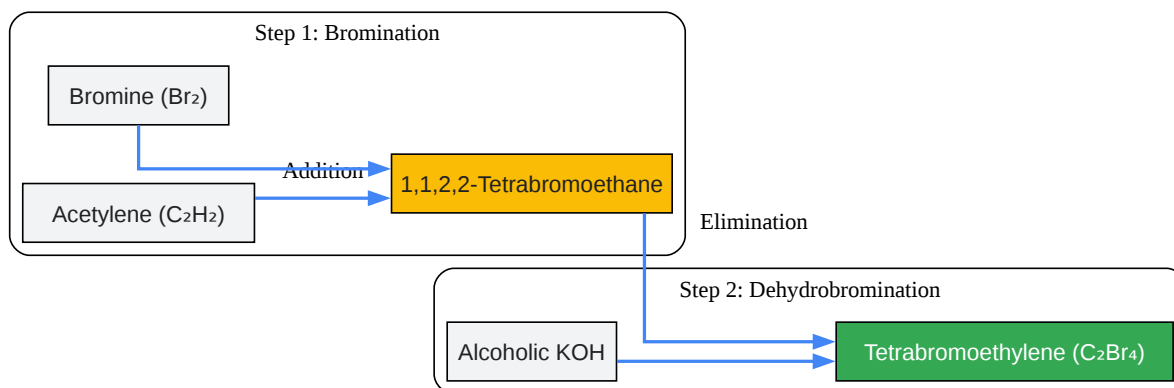 Step 1: Bromination
Bromine (Br₂)
Addition
1,1,2,2-Tetrabromoethane
Acetylene (C₂H₂)
Elimination
Step 2: Dehydrobromination
Alcoholic KOH
Tetrabromoethylene (C₂Br₄)